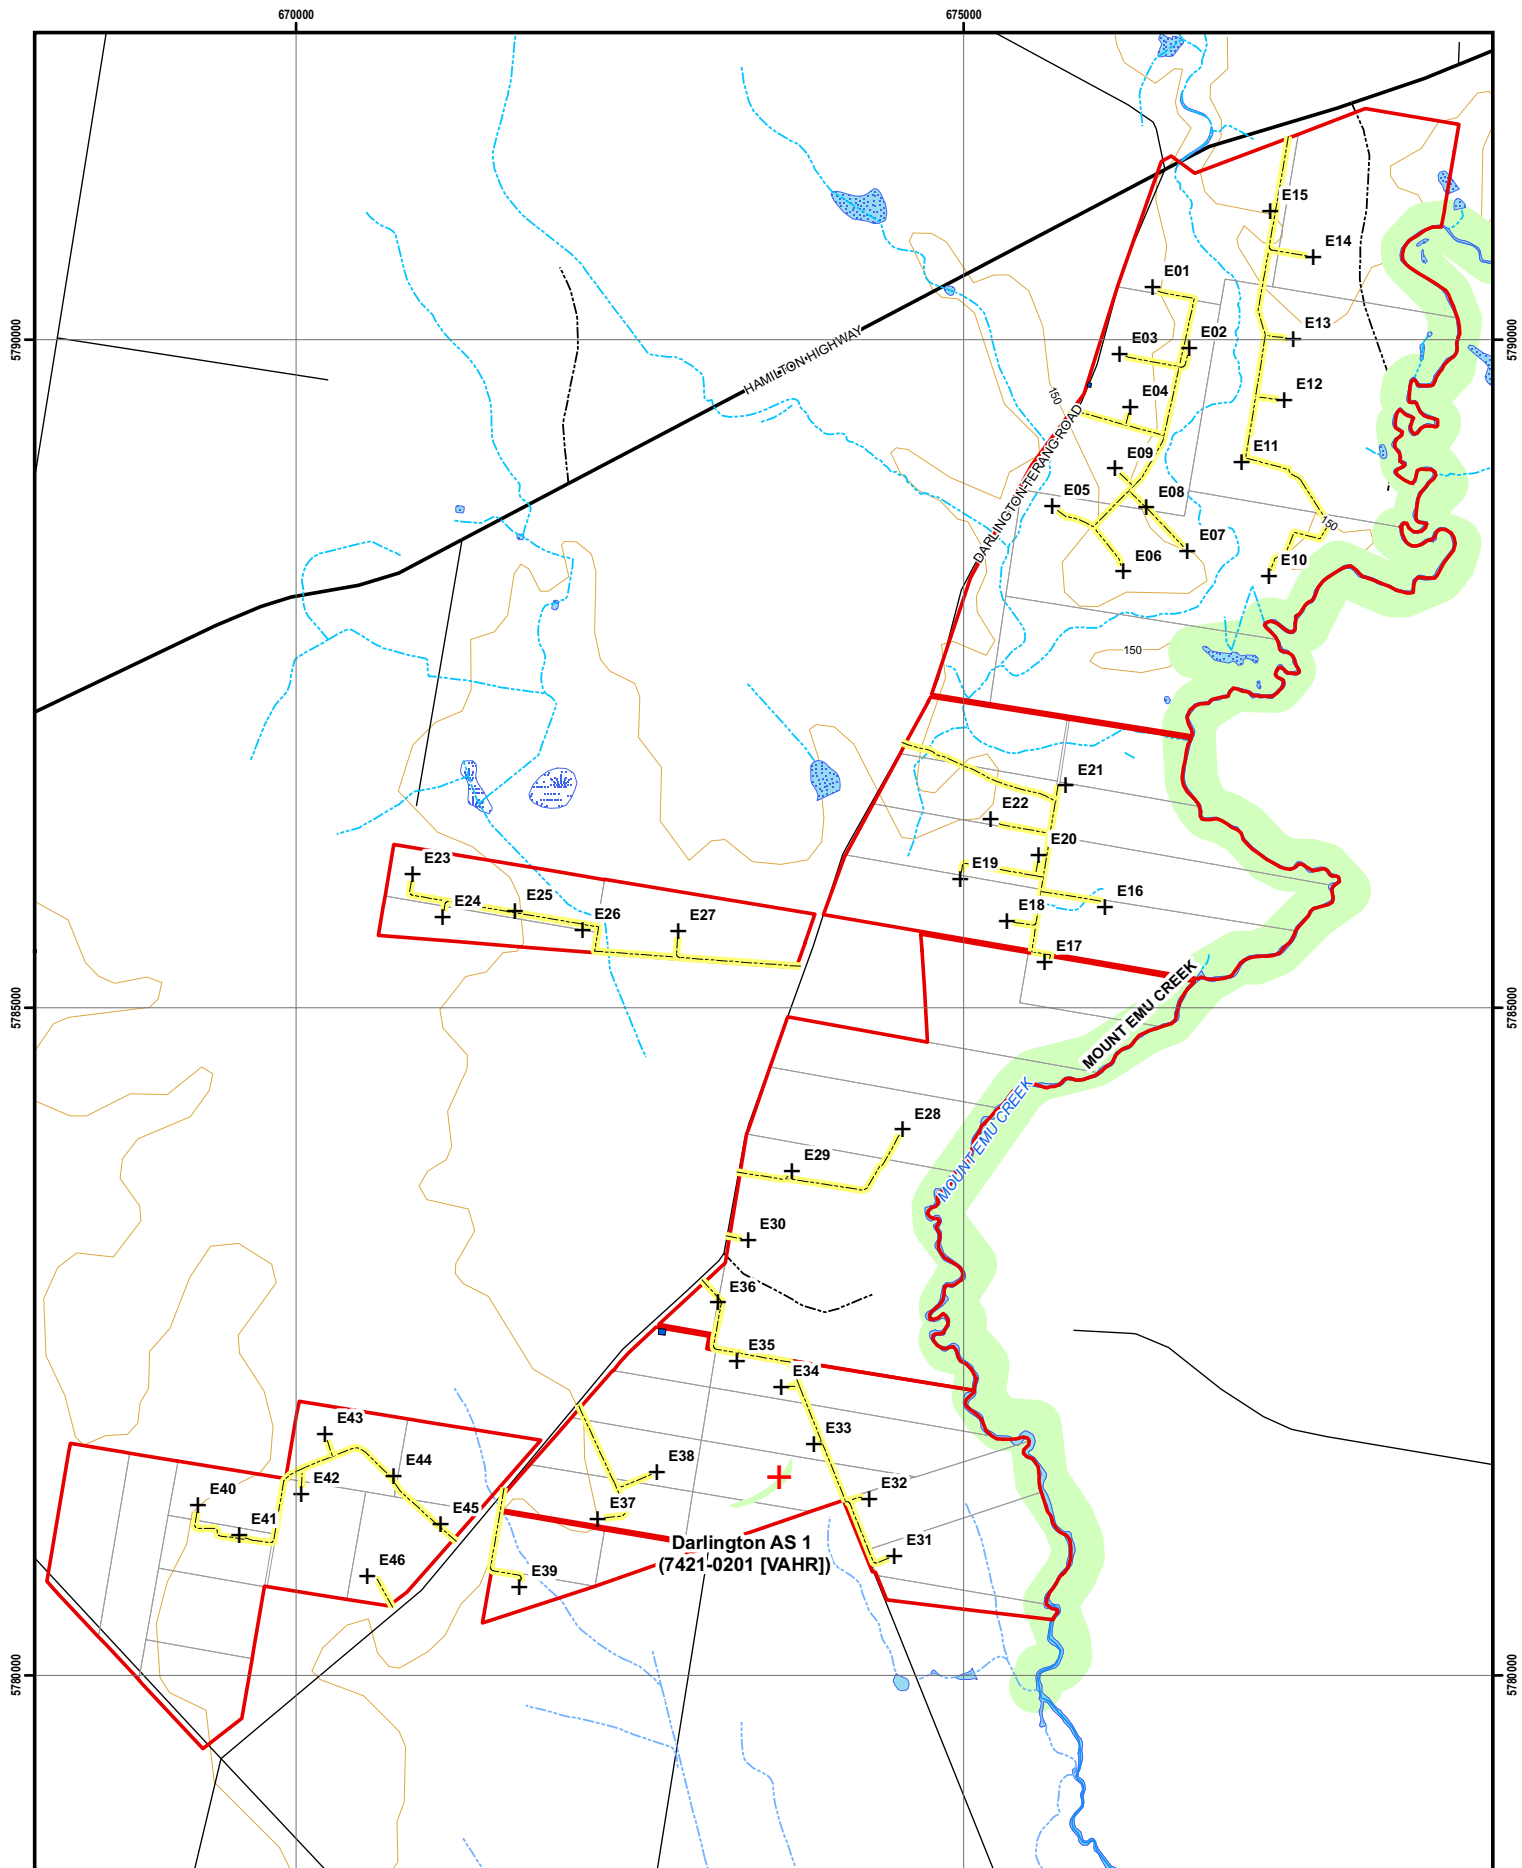 670000
675000
E15
E14
E01
5790000
5790000
E13
E02
E03
HAMILTON HIGHWAY
E12
E04
150
DARLINGTON-TERANG ROAD
E11
E09
E05
E08
150
E07
E06
E10
150
E21
E22
E20
E23
E19
E16
E24
E25
E18
E26
E27
E17
5785000
5785000
MOUNT EMU CREEK
MOUNT EMU CREEK
E28
E29
E30
E36
E35
E34
E43
E33
E38
E44
E42
E32
E40
E37
E45
E41
Darlington AS 1
(7421-0201 [VAHR])
E31
E46
E39
5780000
5780000